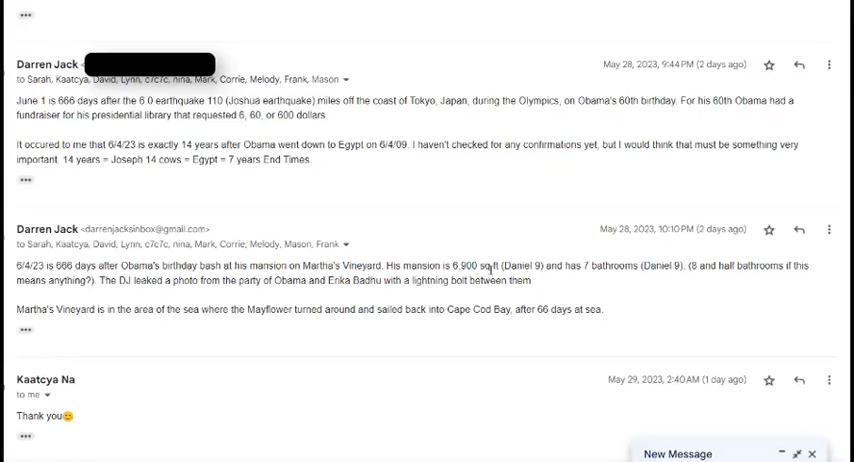 Darren Jack
May 28, 2023, 9:44 PM (2 days ago)
to Sarah, Kaatcya, David, Lynn, c7c7c, nina, Mark, Corrie, Melody, Frank, Mason
June 1 is 666 days after the 6.0 earthquake 110 (Joshua earthquake) miles off the coast of Tokyo, Japan, during the Olympics, on Obama's 60th birthday. For his 60th Obama had a
fundraiser for his presidential library that requested 6, 60, or 600 dollars.
It occured to me that 6/4/23 is exactly 14 years after Obama went down to Egypt on 6/4/09. I haven't checked for any confirmations yet, but I would think that must be something very
important. 14 years = Joseph 14 cows = Egypt = 7 years End Times.
Darren Jack <darrenjacksinbox@gmail.com>
May 28, 2023, 10:10 PM (2 days ago)
to Sarah, Kaatcya, David, Lynn, c7c7c, nina, Mark, Corrie, Melody, Mason, Frank
6/4/23 is 666 days after Obama's birthday bash at his mansion on Martha's Vineyard. His mansion is 6,900 sq ft (Daniel 9) and has 7 bathrooms (Daniel 9). (8 and half bathrooms if this
means anything?). The DJ leaked a photo from the party of Obama and Erika Badhu with a lightning bolt between them
Martha's Vineyard is in the area of the sea where the Mayflower turned around and sailed back into Cape Cod Bay, after 66 days at sea.
Kaatcya Na
May 29, 2023, 2:40 AM (1 day ago)
to me
Thank you😊
New Message